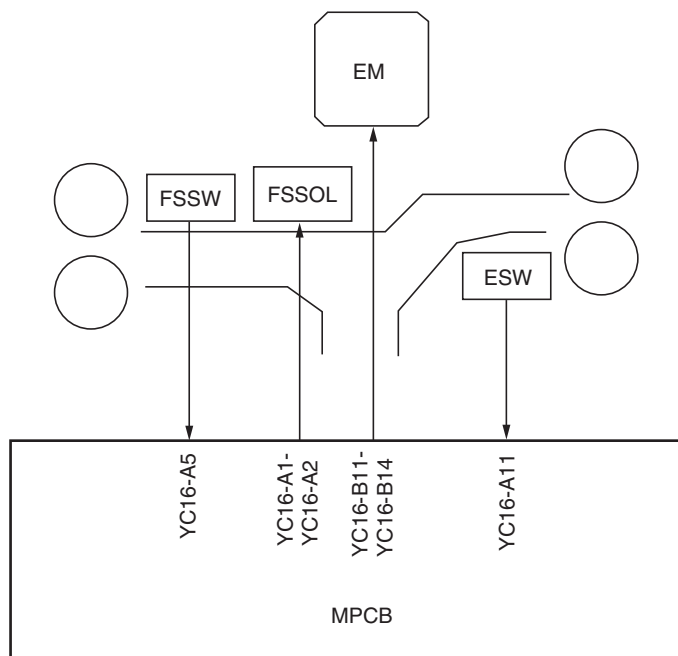 EM
FSSW
FSSOL
ESW
YC16-A5
YC16-A1-
YC16-A2
YC16-B11-
YC16-B14
YC16-A11
MPCB